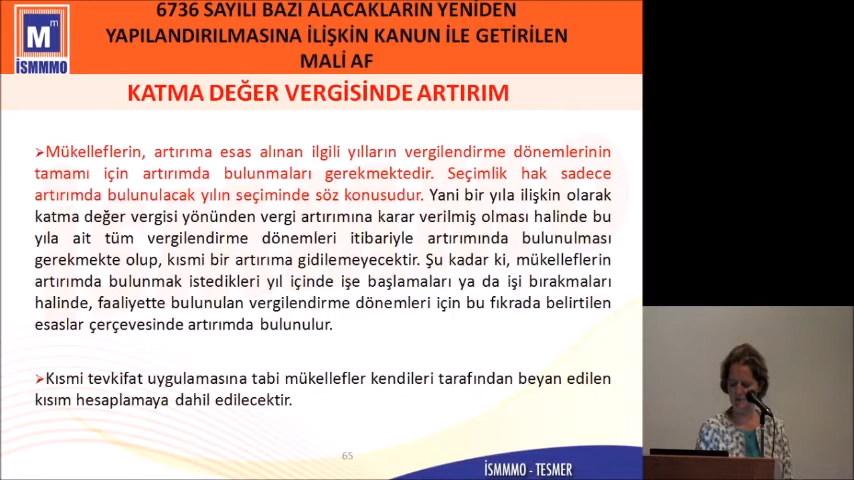 6736 SAYILI BAZI ALACAKLARIN YENİDEN
YAPILANDIRILMASINA İLİŞKİN KANUN İLE GETİRİLEN
MALİ AF
Mm
İSMMMO
KATMA DEĞER VERGİSİNDE ARTIRIM
➢Mükelleflerin, artırıma esas alınan ilgili yılların vergilendirme dönemlerinin
tamamı için artırımda bulunmaları gerekmektedir. Seçimlik hak sadece
artırımda bulunulacak yılın seçiminde söz konusudur. Yani bir yıla ilişkin olarak
katma değer vergisi yönünden vergi artırımına karar verilmiş olması halinde bu
yıla ait tüm vergilendirme dönemleri itibariyle artırımında bulunulması
gerekmekte olup, kısmi bir artırıma gidilemeyecektir. Şu kadar ki, mükelleflerin
artırımda bulunmak istedikleri yıl içinde işe başlamaları ya da işi bırakmaları
halinde, faaliyette bulunulan vergilendirme dönemleri için bu fıkrada belirtilen
esaslar çerçevesinde artırımda bulunulur.
➢Kısmi tevkifat uygulamasına tabi mükellefler kendileri tarafından beyan edilen
kısım hesaplamaya dahil edilecektir.
65
İSMMMO - TESMER